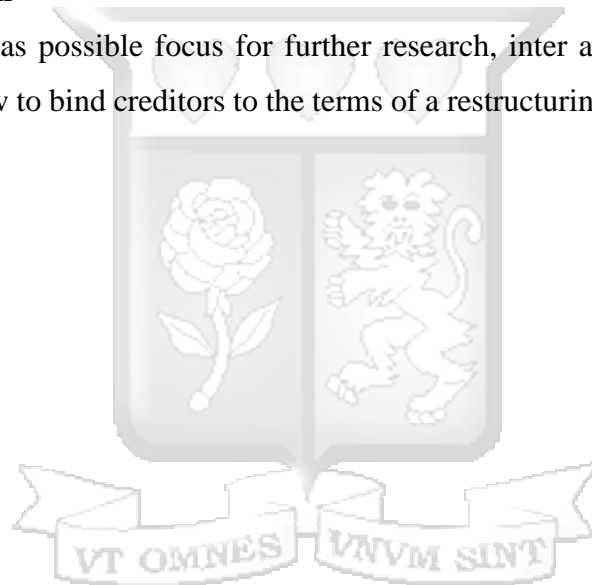 as possible focus for further research, inter a
to bind creditors to the terms of a restructurin
VT OMNES VNVM SINT